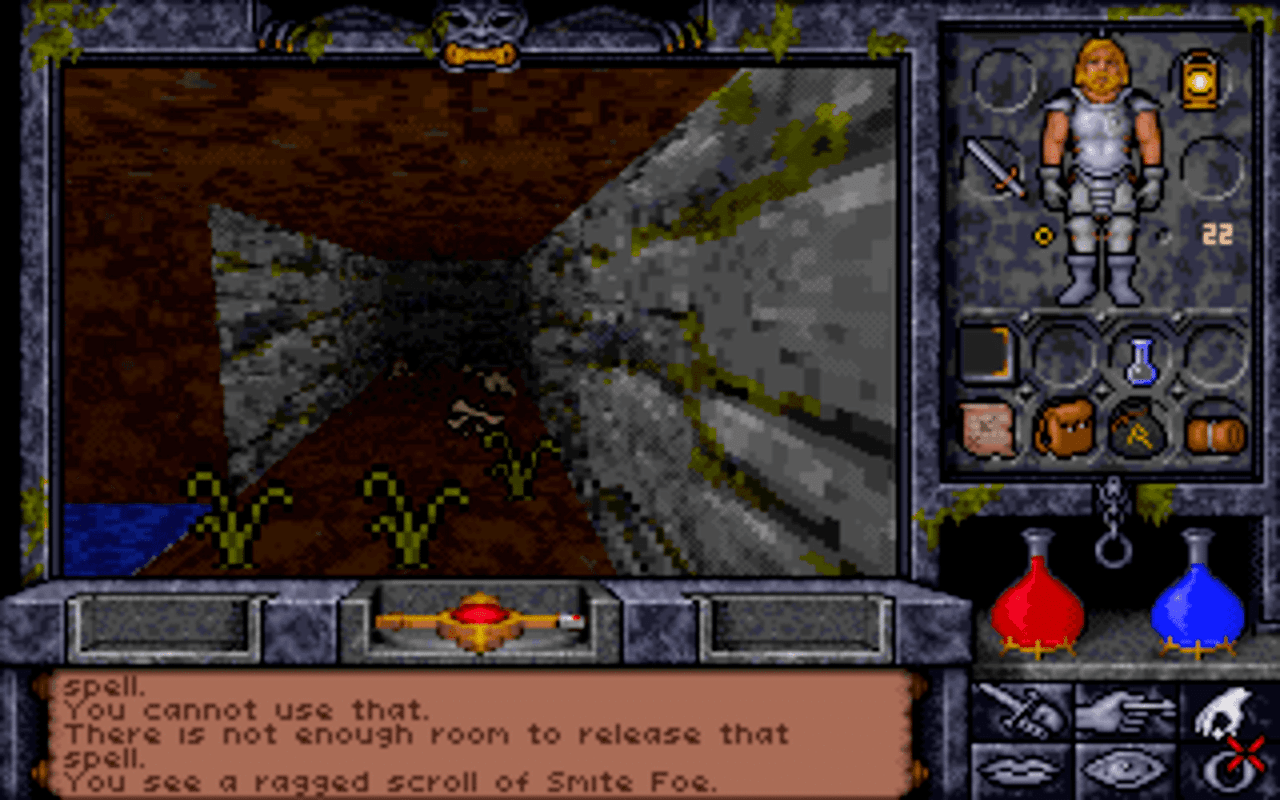 22
spell.
You cannot use that.
There is not enough room to release that
spell.
You see a ragged scroll of Smite Foe.